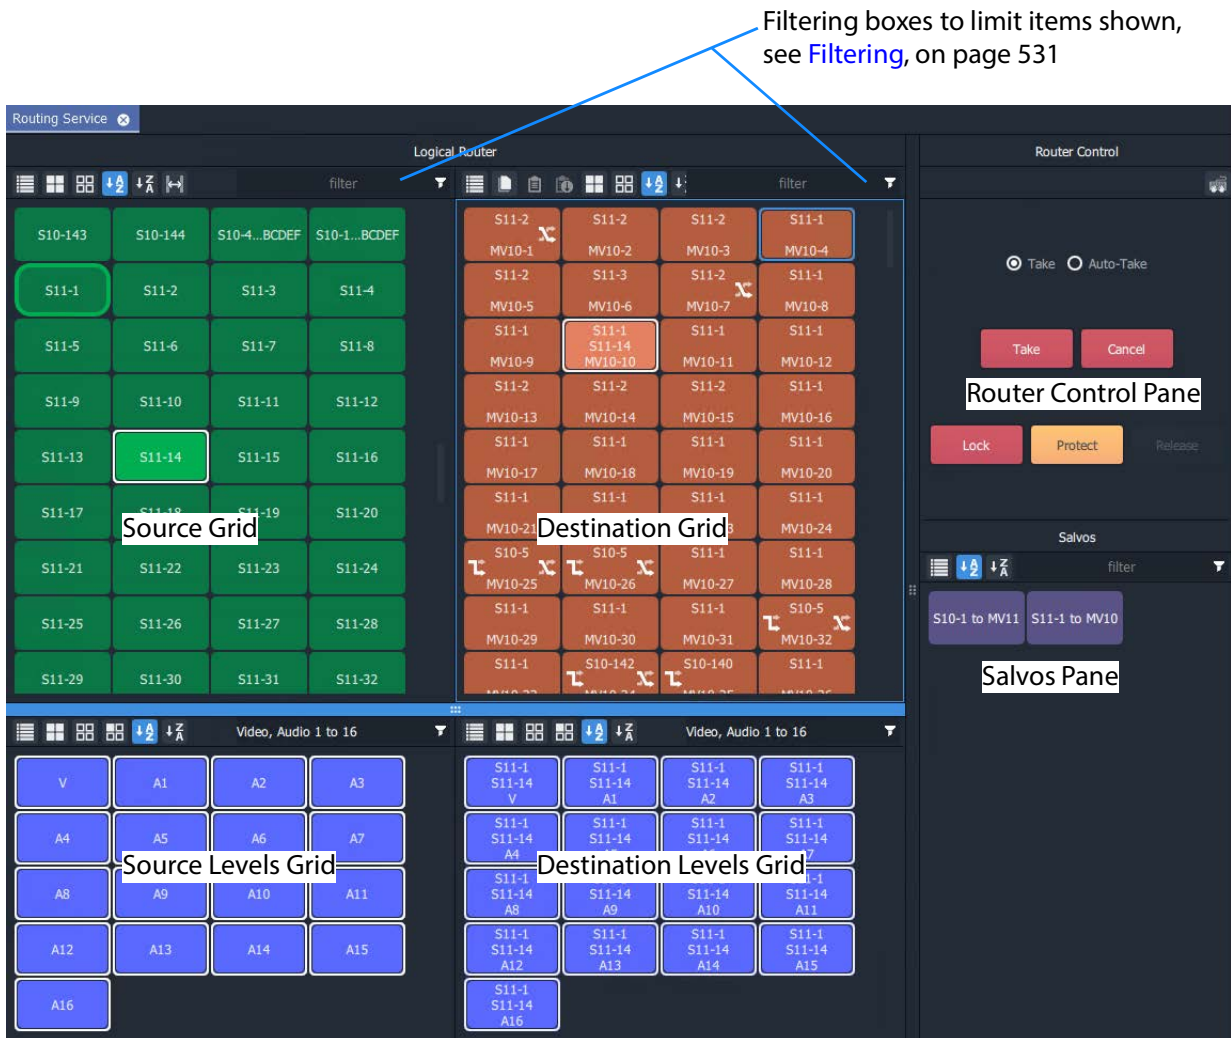 Filtering boxes to limit items shown,
see Filtering, on page 531
Routing Service
Logical Router
Router Control
filter
filter
S10-143 S10-144 S10-4...BCDEF S10-1...BCDEF
S11-1 S11-2 S11-3 S11-4
S11-5 S11-6 S11-7 S11-8
S11-9 S11-10 S11-11 S11-12
S11-13 S11-14 S11-15 S11-16
S11-17 S11-18 S11-19 S11-20
Source Grid
S11-21 S11-22 S11-23 S11-24
S11-25 S11-26 S11-27 S11-28
S11-29 S11-30 S11-31 S11-32
S11-2 S11-2 S11-2 S11-1
MV10-1 MV10-2 MV10-3 MV10-4
S11-2 S11-3 S11-2 S11-1
MV10-5 MV10-6 MV10-7 MV10-8
S11-1 S11-1 S11-1 S11-1
S11-14
MV10-9 MV10-10 MV10-11 MV10-12
S11-2 S11-2 S11-2 S11-1
MV10-13 MV10-14 MV10-15 MV10-16
S11-1 S11-1 S11-1 S11-1
MV10-17 MV10-18 MV10-19 MV10-20
S11-1 S11-1 S11-1 S11-1
MV10-21 MV10-24
Destination Grid
S10-5 S10-5 S11-1 S11-1
MV10-25 MV10-26 MV10-27 MV10-28
S11-1 S11-1 S11-1 S10-5
MV10-29 MV10-30 MV10-31 MV10-32
S11-1 S10-142 S10-140 S11-1
Take Auto-Take
Take Cancel
Router Control Pane
Lock Protect Release
Salvos
filter
S10-1 to MV11 S11-1 to MV10
Salvos Pane
Video, Audio 1 to 16
V A1 A2 A3
A4 A5 A6 A7
Source Levels Grid
A8 A9 A10 A11
A12 A13 A14 A15
A16
Video, Audio 1 to 16
S11-1 S11-1 S11-1 S11-1
S11-14 S11-14 S11-14 S11-14
V A1 A2 A3
S11-1 S11-1 S11-1 S11-1
S11-14 S11-14 S11-14 S11-14
A4
Destination Levels Grid
S11-1
S11-14 S11-14 S11-14 S11-14
A8 A9 A10 A11
S11-1 S11-1 S11-1 S11-1
S11-14 S11-14 S11-14 S11-14
A12 A13 A14 A15
S11-1
S11-14
A16